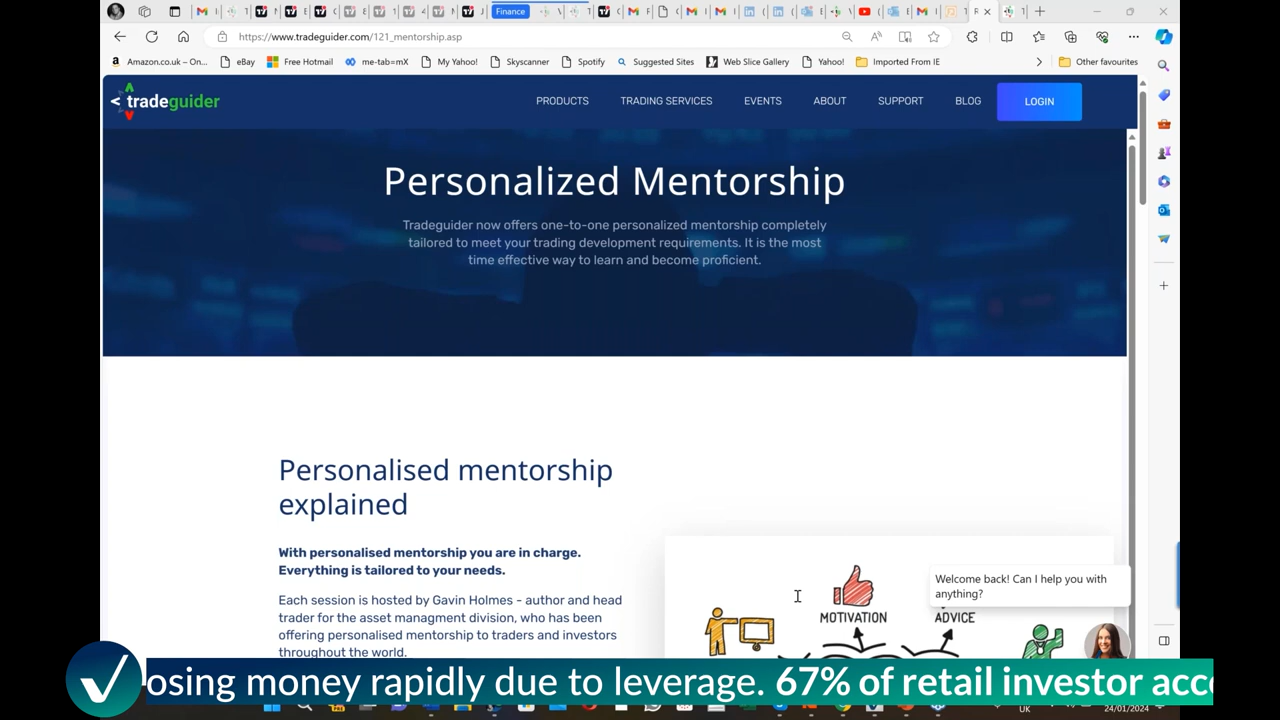 Finance
https://www.tradeguider.com/121_mentorship.asp
Amazon.co.uk – On...
eBay
Free Hotmail
me-tab=mX
My Yahoo!
Skyscanner
Spotify
Suggested Sites
Web Slice Gallery
Yahoo!
Imported From IE
Other favourites
tradeguider
PRODUCTS
TRADING SERVICES
EVENTS
ABOUT
SUPPORT
BLOG
LOGIN
Personalized Mentorship
Tradeguider now offers one-to-one personalized mentorship completely
tailored to meet your trading development requirements. It is the most
time effective way to learn and become proficient.
Personalised mentorship
explained
With personalised mentorship you are in charge.
Everything is tailored to your needs.
Each session is hosted by Gavin Holmes - author and head
trader for the asset managment division, who has been
offering personalised mentorship to traders and investors
throughout the world.
MOTIVATION
ADVICE
Welcome back! Can I help you with
anything?
osing money rapidly due to leverage. 67% of retail investor acc
UK
24/01/2024